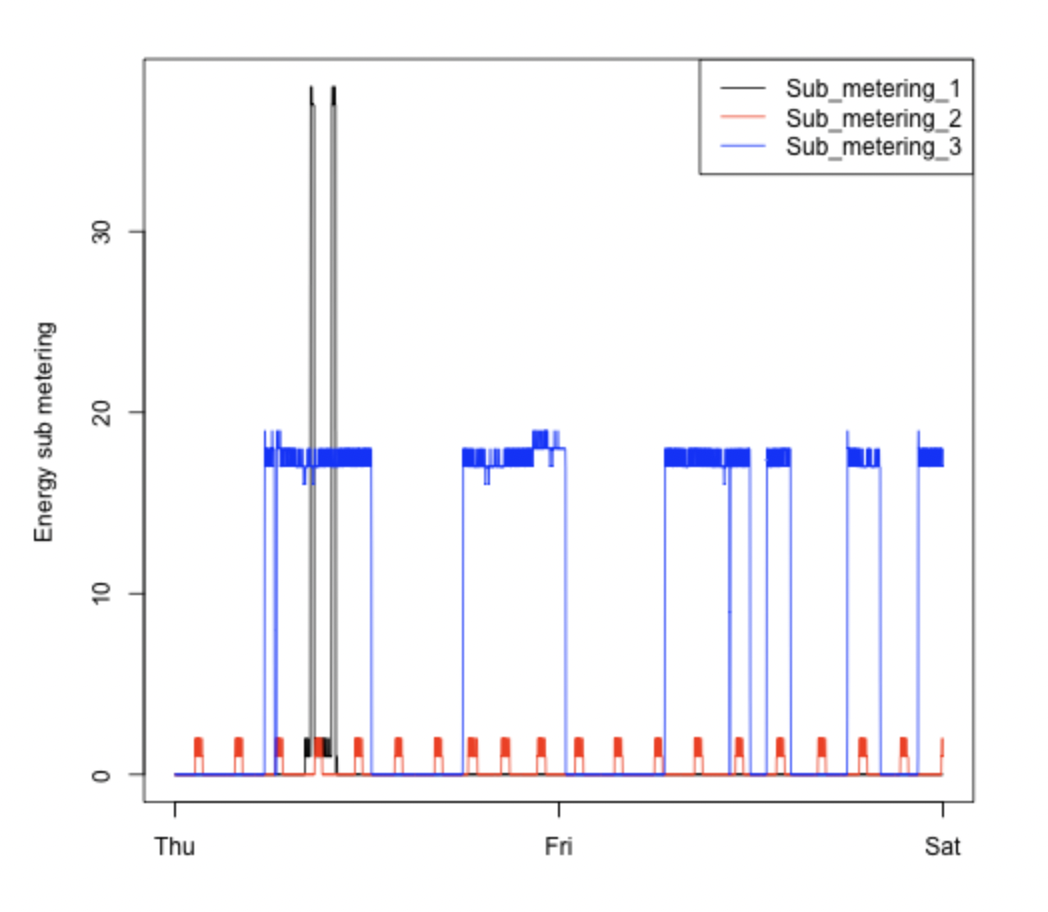 Sub_metering_1
Sub_metering_2
Sub_metering_3
Energy sub metering
30
20
10
0
Thu Fri Sat